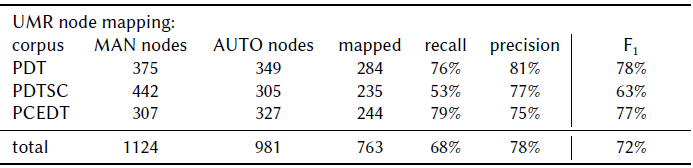 UMR node mapping:
corpus MAN nodes AUTO nodes mapped recall precision F₁
PDT 375 349 284 76% 81% 78%
PDTSC 442 305 235 53% 77% 63%
PCEDT 307 327 244 79% 75% 77%
total 1124 981 763 68% 78% 72%